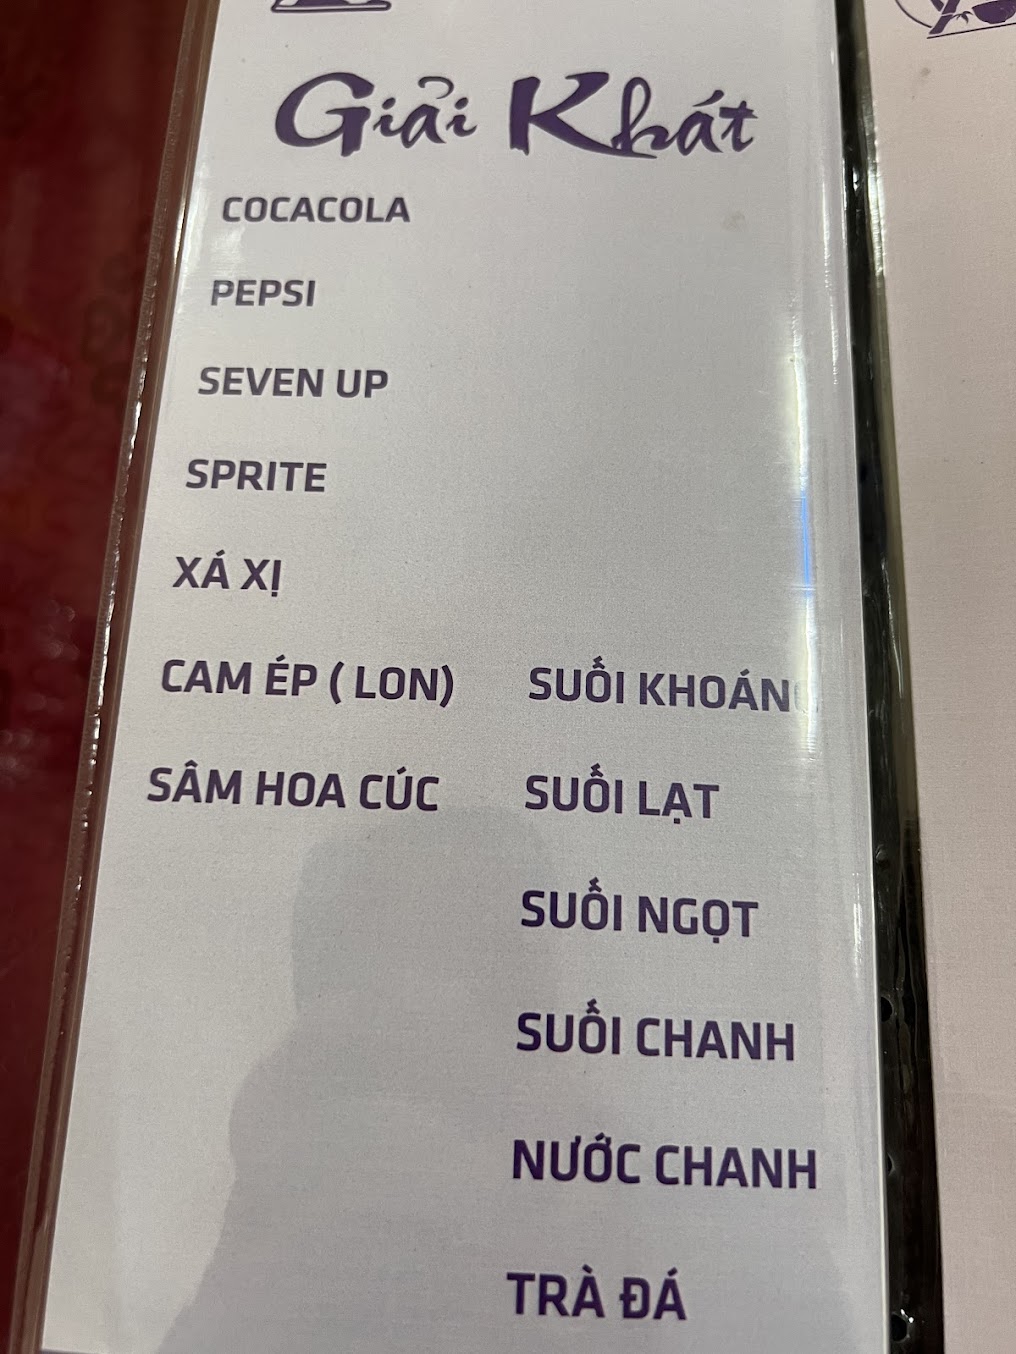 Giải Khát
COCACOLA
PEPSI
SEVEN UP
SPRITE
XÁ XỊ
CAM ÉP ( LON)
SÂM HOA CÚC
SUỐI KHOÁNG
SUỐI LẠT
SUỐI NGỌT
SUỐI CHANH
NƯỚC CHANH
TRÀ ĐÁ